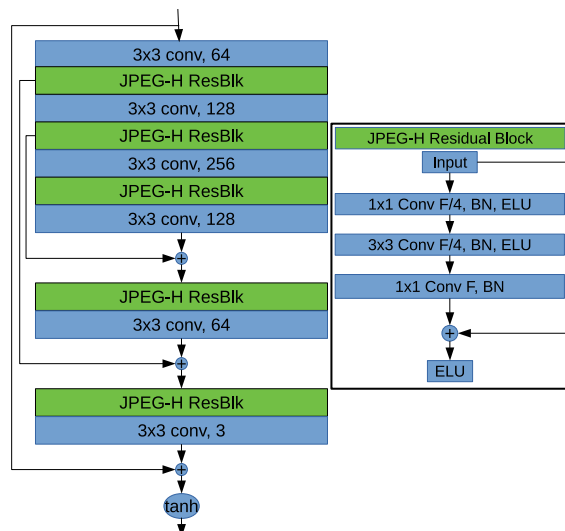 3x3 conv, 64
JPEG-H ResBlk
3x3 conv, 128
JPEG-H ResBlk
3x3 conv, 256
JPEG-H ResBlk
3x3 conv, 128
+
JPEG-H ResBlk
3x3 conv, 64
+
JPEG-H ResBlk
3x3 conv, 3
+
tanh
JPEG-H Residual Block
Input
1x1 Conv F/4, BN, ELU
3x3 Conv F/4, BN, ELU
1x1 Conv F, BN
+
ELU